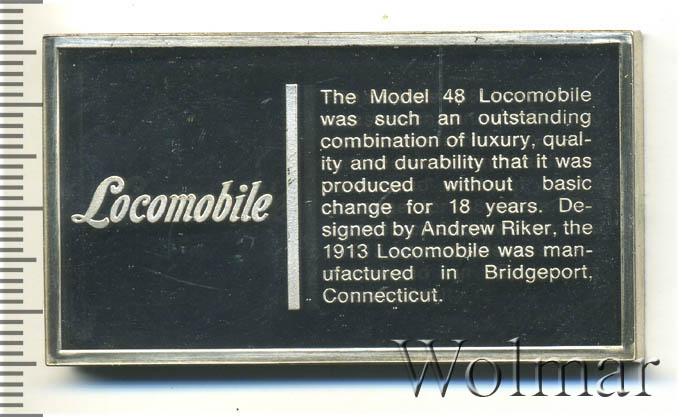 Locomobile
The Model 48 Locomobile
was such an outstanding
combination of luxury, qual-
ity and durability that it was
produced without basic
change for 18 years. De-
signed by Andrew Riker, the
1913 Locomobile was man-
ufactured in Bridgeport,
Connecticut.
Wolmar